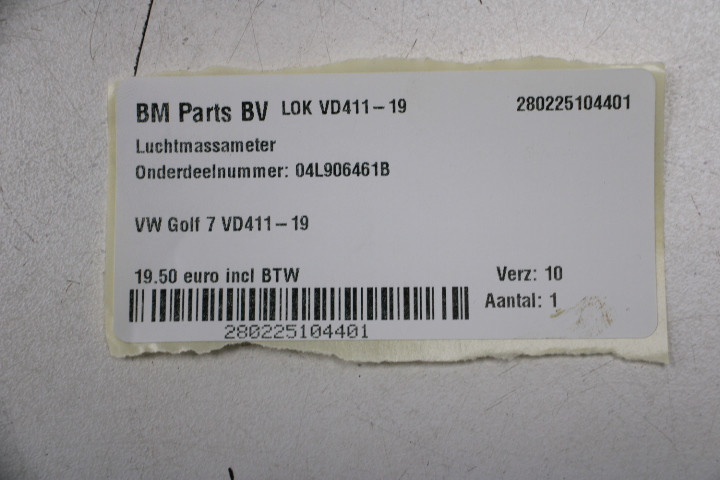 BM Parts BV LOK VD411-19 280225104401
Luchtmassameter
Onderdeelnummer: 04L906461B
VW Golf 7 VD411-19
19.50 euro incl BTW Verz: 10
Aantal: 1
280225104401